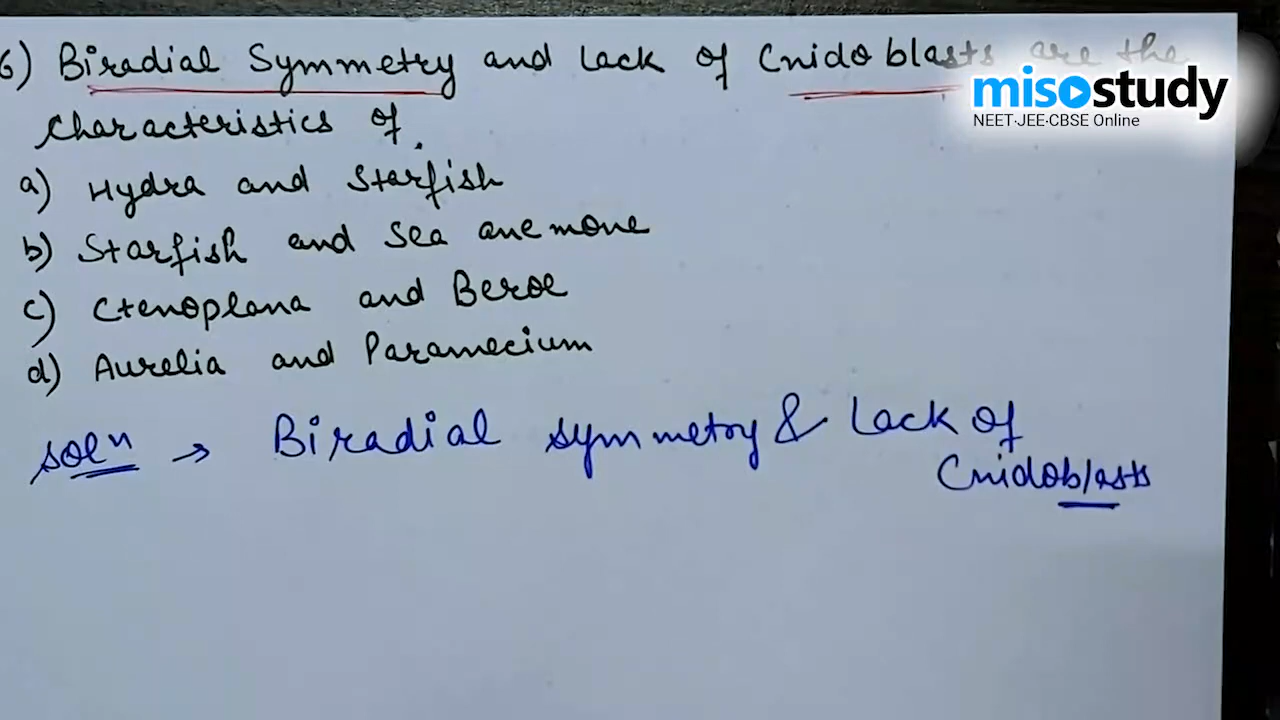 6) Biradial Symmetry and Lack of Cnidoblasts are the
characteristics of.
a) Hydra and Starfish
b) Starfish and Sea anemone
c) Ctenoplana and Beroe
d) Aurelia and Paramecium
soln → Biradial symmetry & Lack of
Cnidoblasts
misostudy
NEET·JEE·CBSE Online